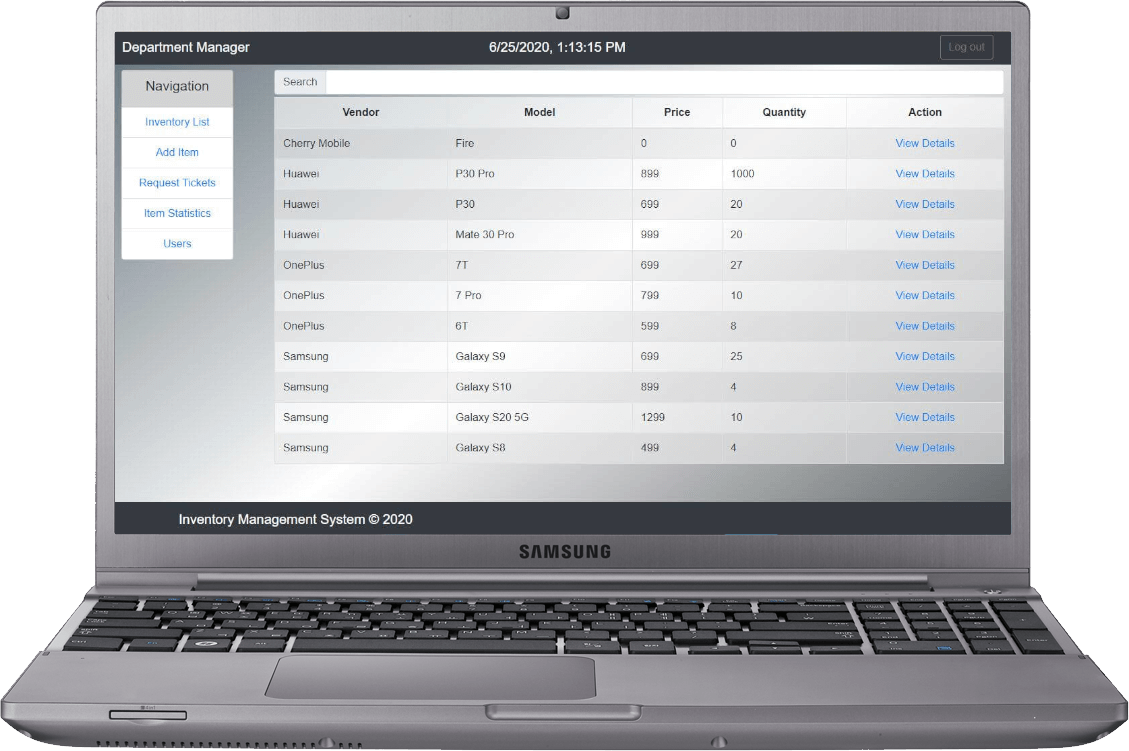 Department Manager 6/25/2020, 1:13:15 PM Log out
Navigation
Inventory List
Add Item
Request Tickets
Item Statistics
Users
Search
Vendor Model Price Quantity Action
Cherry Mobile Fire 0 0 View Details
Huawei P30 Pro 899 1000 View Details
Huawei P30 699 20 View Details
Huawei Mate 30 Pro 999 20 View Details
OnePlus 7T 699 27 View Details
OnePlus 7 Pro 799 10 View Details
OnePlus 6T 599 8 View Details
Samsung Galaxy S9 699 25 View Details
Samsung Galaxy S10 899 4 View Details
Samsung Galaxy S20 5G 1299 10 View Details
Samsung Galaxy S8 499 4 View Details
Inventory Management System © 2020
SAMSUNG